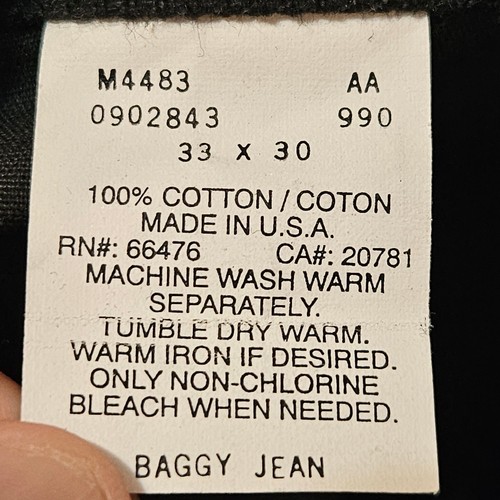 M4483 AA
0902843 990
33 X 30
100% COTTON / COTON
MADE IN U.S.A.
RN#: 66476 CA#: 20781
MACHINE WASH WARM
SEPARATELY.
TUMBLE DRY WARM.
WARM IRON IF DESIRED.
ONLY NON-CHLORINE
BLEACH WHEN NEEDED.
BAGGY JEAN